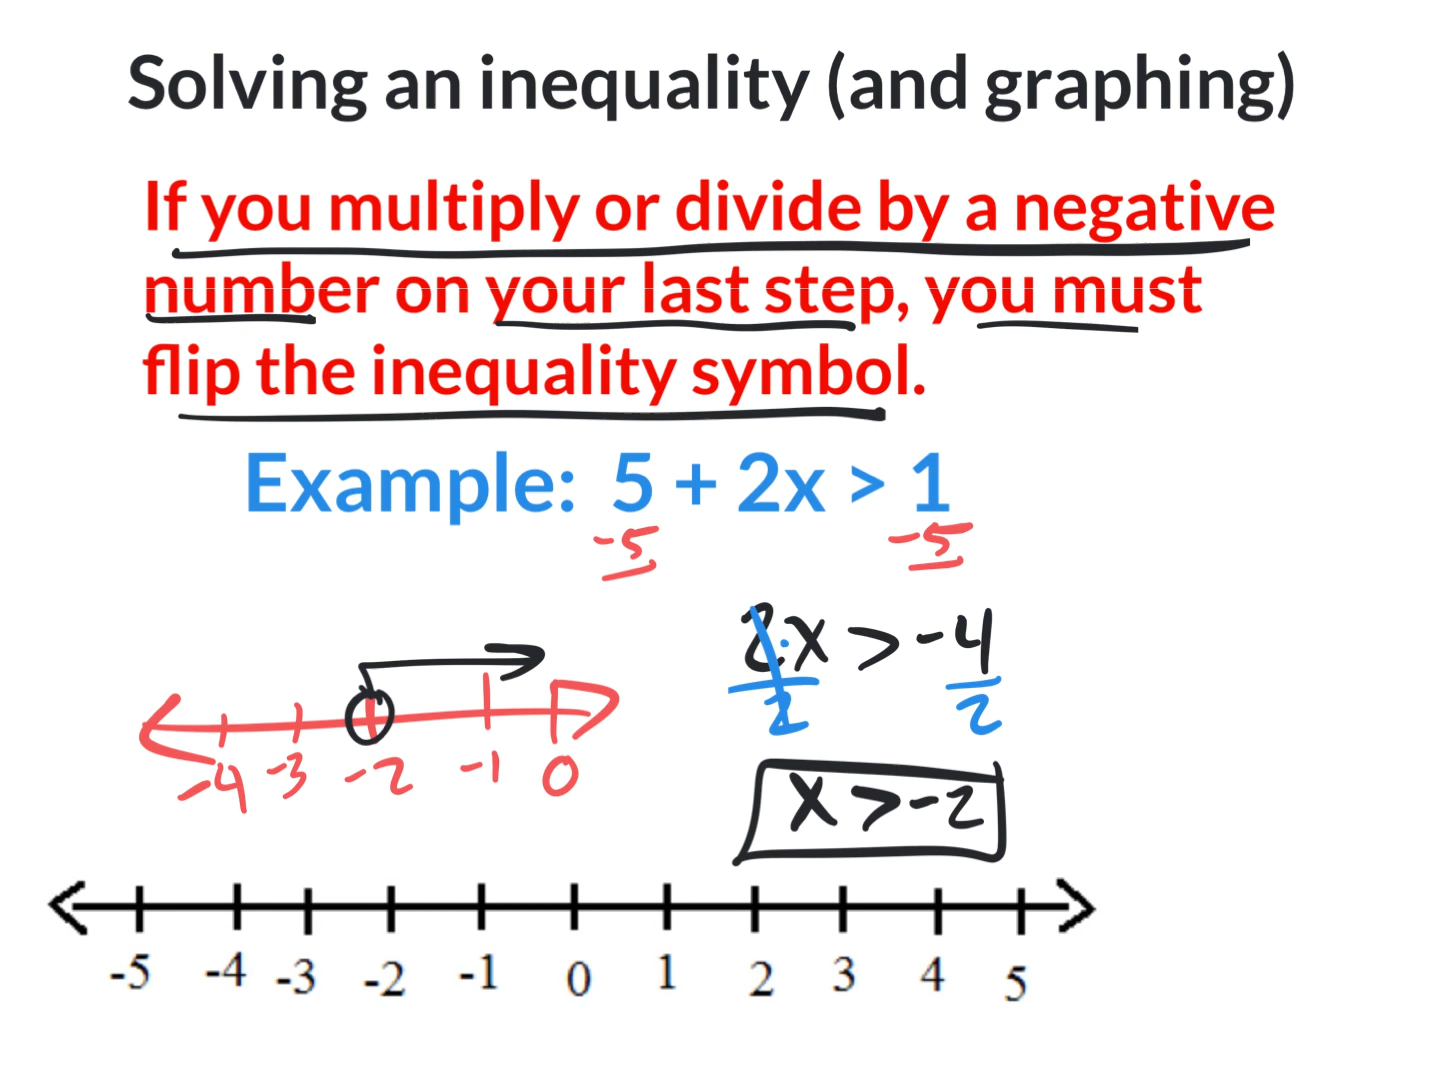 Solving an inequality (and graphing)
If you multiply or divide by a negative
number on your last step, you must
flip the inequality symbol.
Example: 5 + 2x > 1
-5 -5
2x > -4
2 2
x > -2
-4 -3 -2 -1 0
-5 -4 -3 -2 -1 0 1 2 3 4 5